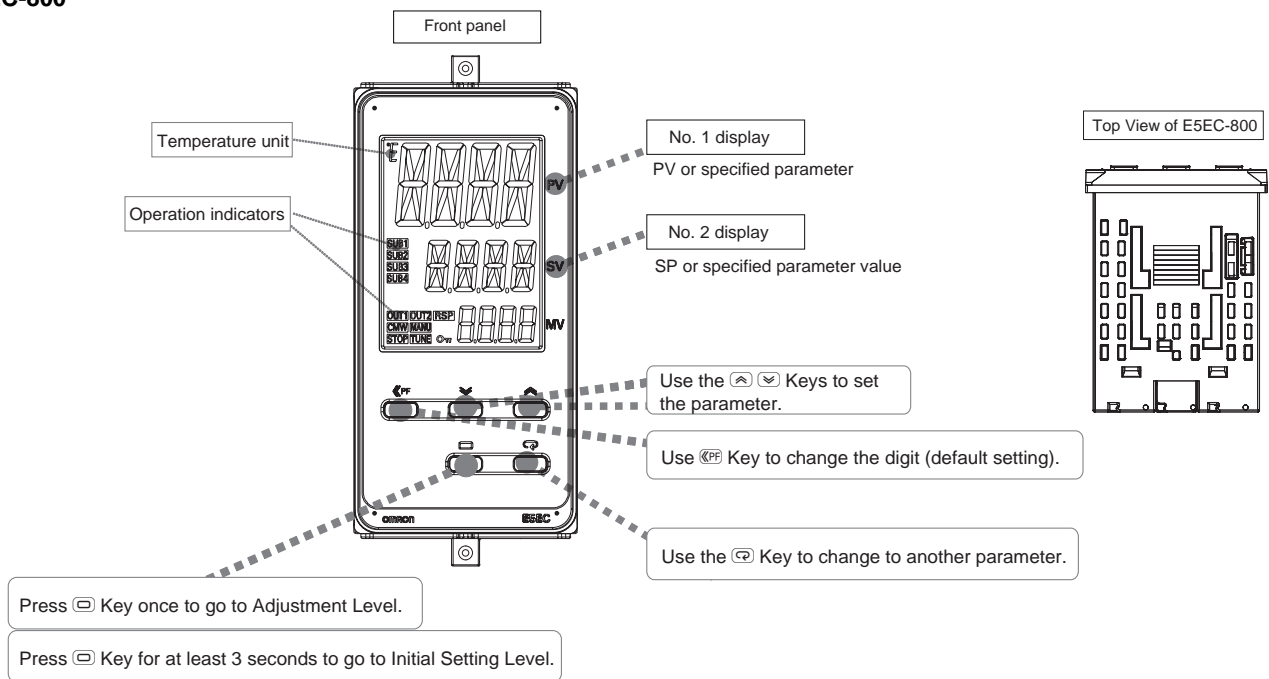 C-800
Front panel
Temperature unit
Operation indicators
No. 1 display
PV or specified parameter
No. 2 display
SP or specified parameter value
Top View of E5EC-800
PV
SUB1
SUB2
SUB3
SUB4
SV
OUT1 OUT2 RSP
CMW MANU
STOP TUNE
MV
PF
Use the Keys to set
the parameter.
Use PF Key to change the digit (default setting).
omron E5EC
Use the Key to change to another parameter.
Press Key once to go to Adjustment Level.
Press Key for at least 3 seconds to go to Initial Setting Level.